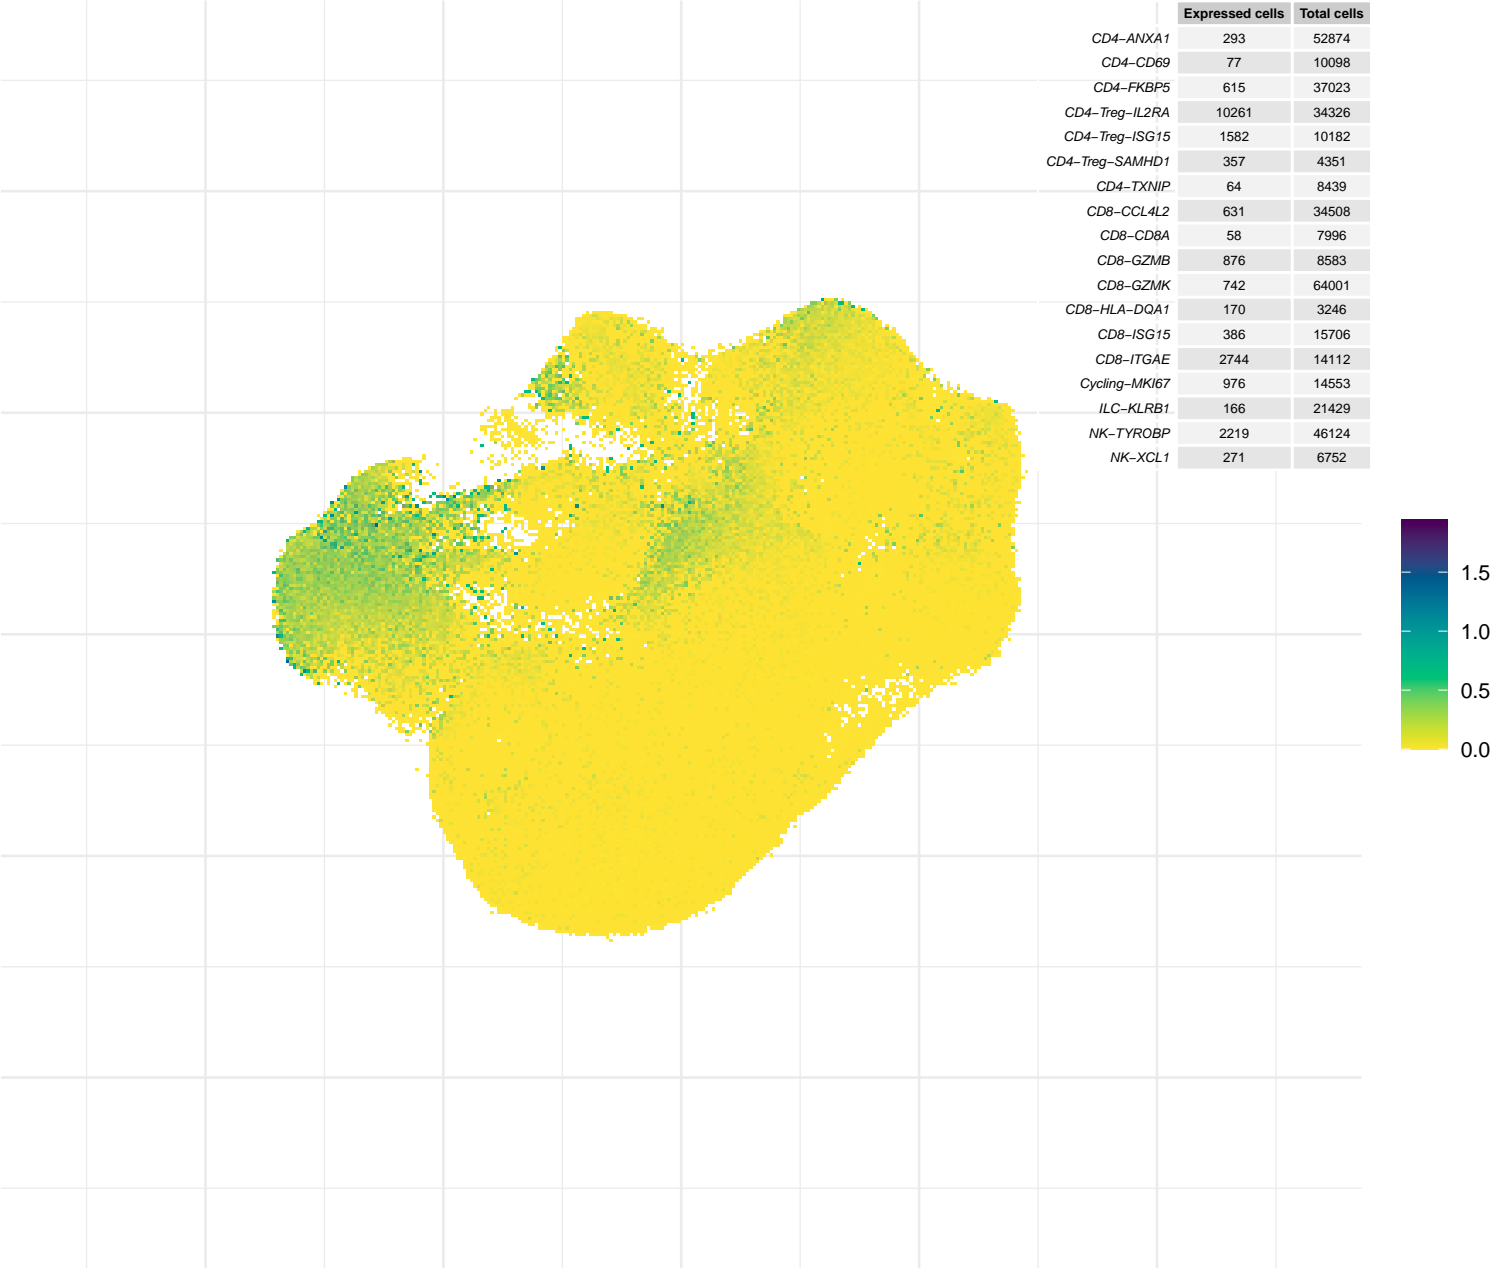 Expressed cells Total cells
CD4−ANXA1 293 52874
CD4−CD69 77 10098
CD4−FKBP5 615 37023
CD4−Treg−IL2RA 10261 34326
CD4−Treg−ISG15 1582 10182
CD4−Treg−SAMHD1 357 4351
CD4−TXNIP 64 8439
CD8−CCL4L2 631 34508
CD8−CD8A 58 7996
CD8−GZMB 876 8583
CD8−GZMK 742 64001
CD8−HLA−DQA1 170 3246
CD8−ISG15 386 15706
CD8−ITGAE 2744 14112
Cycling−MKI67 976 14553
ILC−KLRB1 166 21429
NK−TYROBP 2219 46124
NK−XCL1 271 6752
1.5
1.0
0.5
0.0